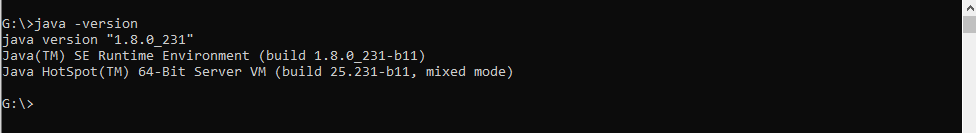 G:\>java -version
java version "1.8.0_231"
Java(TM) SE Runtime Environment (build 1.8.0_231-b11)
Java HotSpot(TM) 64-Bit Server VM (build 25.231-b11, mixed mode)
G:\>